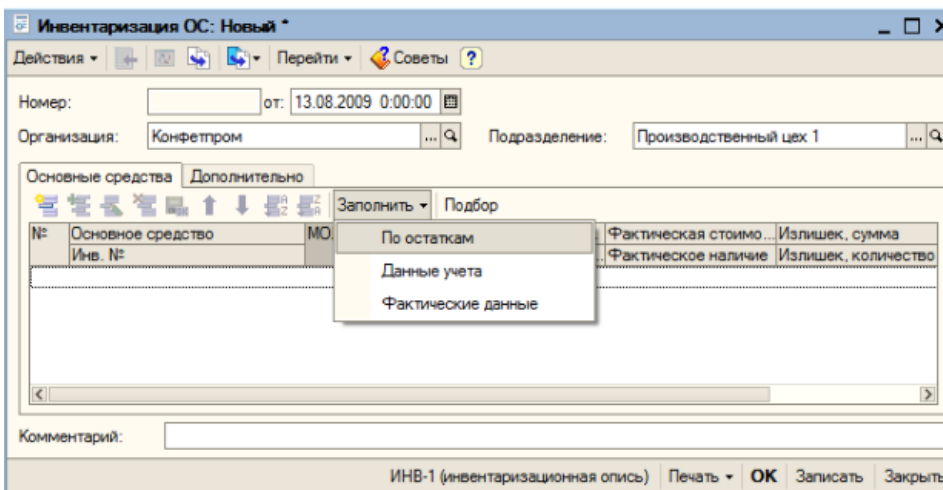 Инвентаризация ОС: Новый *
Действия Перейти Советы ?
Номер: от: 13.08.2009 0:00:00
Организация: Конфетпром ... Подразделение: Производственный цех 1 ...
Основные средства Дополнительно
Заполнить Подбор
№ Основное средство МО. Фактическая стоимо... Излишек, сумма
Инв. № Фактическое наличие Излишек, количество
По остаткам
Данные учета
Фактические данные
Комментарий:
ИНВ-1 (инвентаризационная опись) Печать OK Записать Закрыть